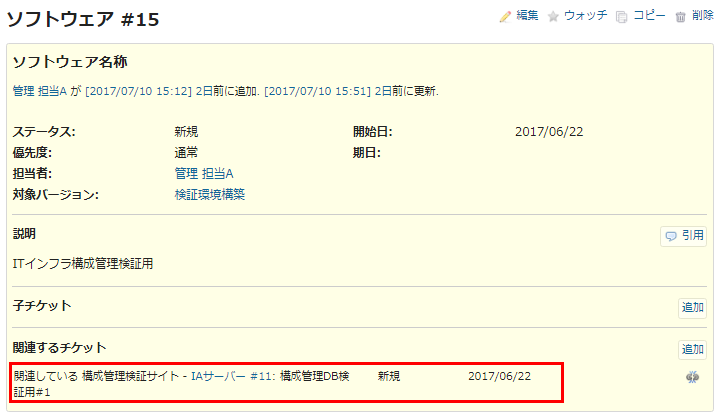 ソフトウェア #15
編集 ウォッチ コピー 削除
ソフトウェア名称
管理 担当A が [2017/07/10 15:12] 2日前に追加. [2017/07/10 15:51] 2日前に更新.
ステータス: 新規 開始日: 2017/06/22
優先度: 通常 期日:
担当者: 管理 担当A
対象バージョン: 検証環境構築
説明 引用
ITインフラ構成管理検証用
子チケット 追加
関連するチケット 追加
関連している 構成管理検証サイト - IAサーバー #11: 構成管理DB検 新規 2017/06/22
証用#1